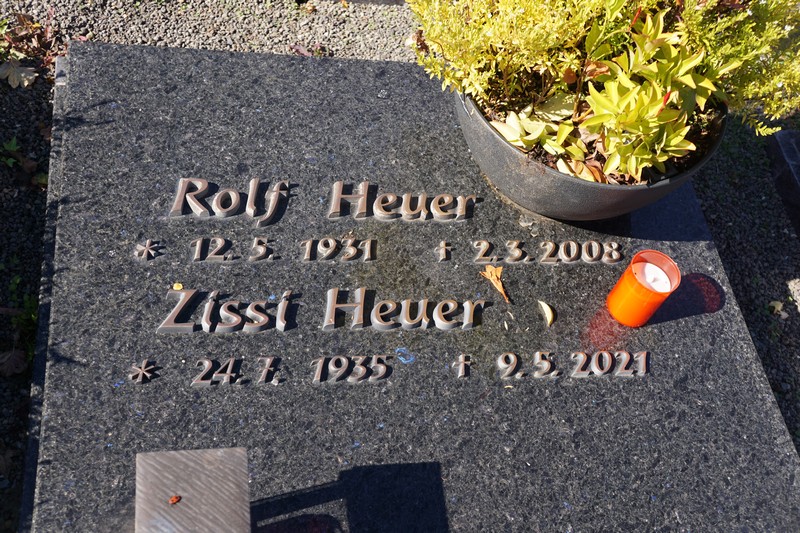 Rolf Heuer
* 12. 5. 1931 † 2. 3. 2008
Zissi Heuer
* 24. 7. 1935 † 9. 5. 2021